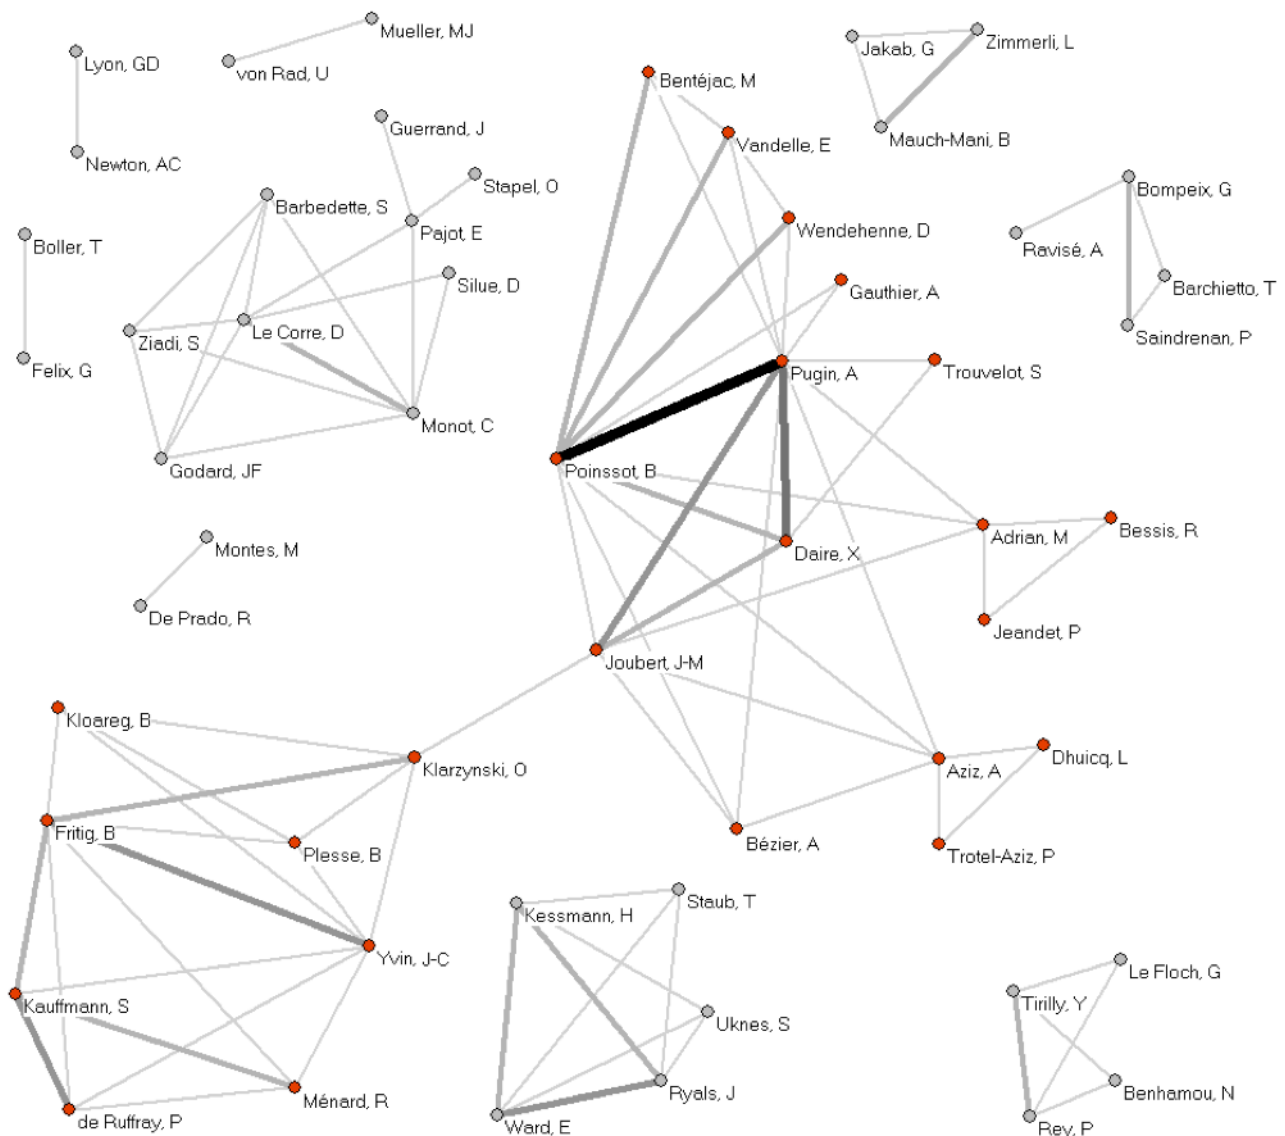 Mueller, MJ
Lyon, GD
von Rad, U
Jakab, G
Zimmerli, L
Bentéjac, M
Guerrand, J
Vandelle, E
Mauch-Mani, B
Newton, AC
Stapel, O
Bompeix, G
Barbedette, S
Pajot, E
Wendehenne, D
Boller, T
Ravisé, A
Silue, D
Gauthier, A
Barchietto, T
Ziadi, S
Le Corre, D
Saindrenan, P
Felix, G
Pugin, A
Trouvelot, S
Monot, C
Godard, JF
Poinssot, B
Adrian, M
Bessis, R
Montes, M
Daire, X
De Prado, R
Jeandet, P
Joubert, J-M
Kloareg, B
Klarzynski, O
Aziz, A
Dhuicq, L
Fritig, B
Plesse, B
Bézier, A
Trotel-Aziz, P
Kessmann, H
Staub, T
Yvin, J-C
Le Floch, G
Kauffmann, S
Tirilly, Y
Uknes, S
Ménard, R
Ryals, J
Benhamou, N
de Ruffray, P
Ward, E
Rey, P